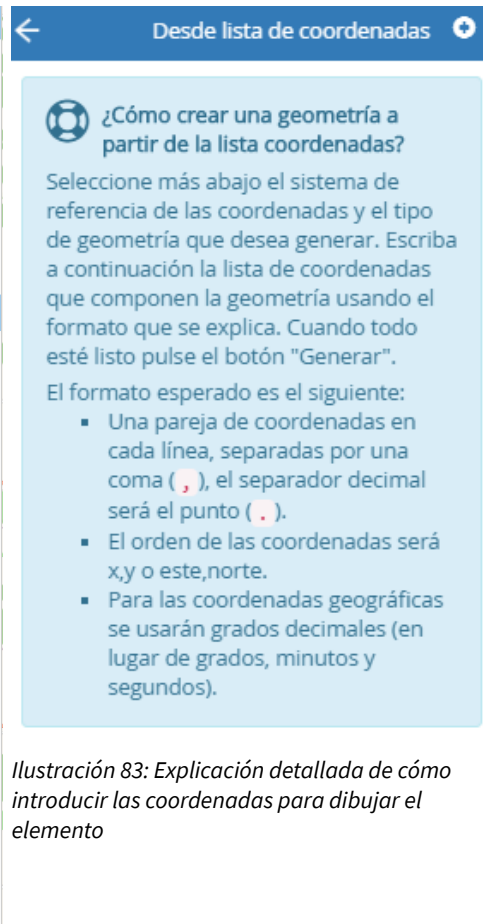 Desde lista de coordenadas
¿Cómo crear una geometría a
partir de la lista coordenadas?
Seleccione más abajo el sistema de
referencia de las coordenadas y el tipo
de geometría que desea generar. Escriba
a continuación la lista de coordenadas
que componen la geometría usando el
formato que se explica. Cuando todo
esté listo pulse el botón "Generar".
El formato esperado es el siguiente:
▪ Una pareja de coordenadas en
cada línea, separadas por una
coma ( , ), el separador decimal
será el punto ( . ).
▪ El orden de las coordenadas será
x,y o este,norte.
▪ Para las coordenadas geográficas
se usarán grados decimales (en
lugar de grados, minutos y
segundos).
Ilustración 83: Explicación detallada de cómo
introducir las coordenadas para dibujar el
elemento